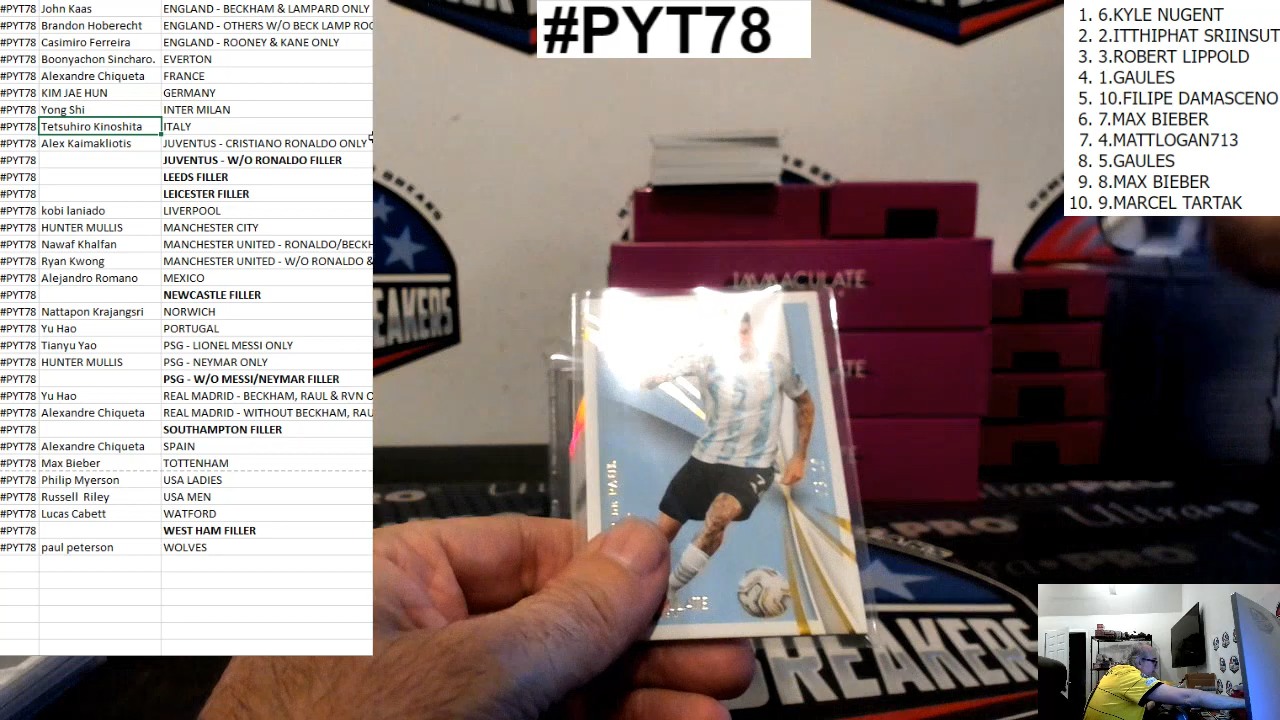 #PYT78 John Kaas ENGLAND - BECKHAM & LAMPARD ONLY
#PYT78 Brandon Hoberecht ENGLAND - OTHERS W/O BECK LAMP ROO
#PYT78 Casimiro Ferreira ENGLAND - ROONEY & KANE ONLY
#PYT78 Boonyachon Sincharo. EVERTON
#PYT78 Alexandre Chiqueta FRANCE
#PYT78 KIM JAE HUN GERMANY
#PYT78 Yong Shi INTER MILAN
#PYT78 Tetsuhiro Kinoshita ITALY
#PYT78 Alex Kaimakliotis JUVENTUS - CRISTIANO RONALDO ONLY
#PYT78 JUVENTUS - W/O RONALDO FILLER
#PYT78 LEEDS FILLER
#PYT78 LEICESTER FILLER
#PYT78 kobi laniado LIVERPOOL
#PYT78 HUNTER MULLIS MANCHESTER CITY
#PYT78 Nawaf Khalfan MANCHESTER UNITED - RONALDO/BECKH
#PYT78 Ryan Kwong MANCHESTER UNITED - W/O RONALDO &
#PYT78 Alejandro Romano MEXICO
#PYT78 NEWCASTLE FILLER
#PYT78 Nattapon Krajangsri NORWICH
#PYT78 Yu Hao PORTUGAL
#PYT78 Tianyu Yao PSG - LIONEL MESSI ONLY
#PYT78 HUNTER MULLIS PSG - NEYMAR ONLY
#PYT78 PSG - W/O MESSI/NEYMAR FILLER
#PYT78 Yu Hao REAL MADRID - BECKHAM, RAUL & RVN O
#PYT78 Alexandre Chiqueta REAL MADRID - WITHOUT BECKHAM, RAU
#PYT78 SOUTHAMPTON FILLER
#PYT78 Alexandre Chiqueta SPAIN
#PYT78 Max Bieber TOTTENHAM
#PYT78 Philip Myerson USA LADIES
#PYT78 Russell Riley USA MEN
#PYT78 Lucas Cabett WATFORD
#PYT78 WEST HAM FILLER
#PYT78 paul peterson WOLVES
#PYT78
1. 6.KYLE NUGENT
2. 2.ITTHIPHAT SRIINSUT
3. 3.ROBERT LIPPOLD
4. 1.GAULES
5. 10.FILIPE DAMASCENO
6. 7.MAX BIEBER
7. 4.MATTLOGAN713
8. 5.GAULES
9. 8.MAX BIEBER
10. 9.MARCEL TARTAK
IMMACULATE
DE PAUL
BREAKERS